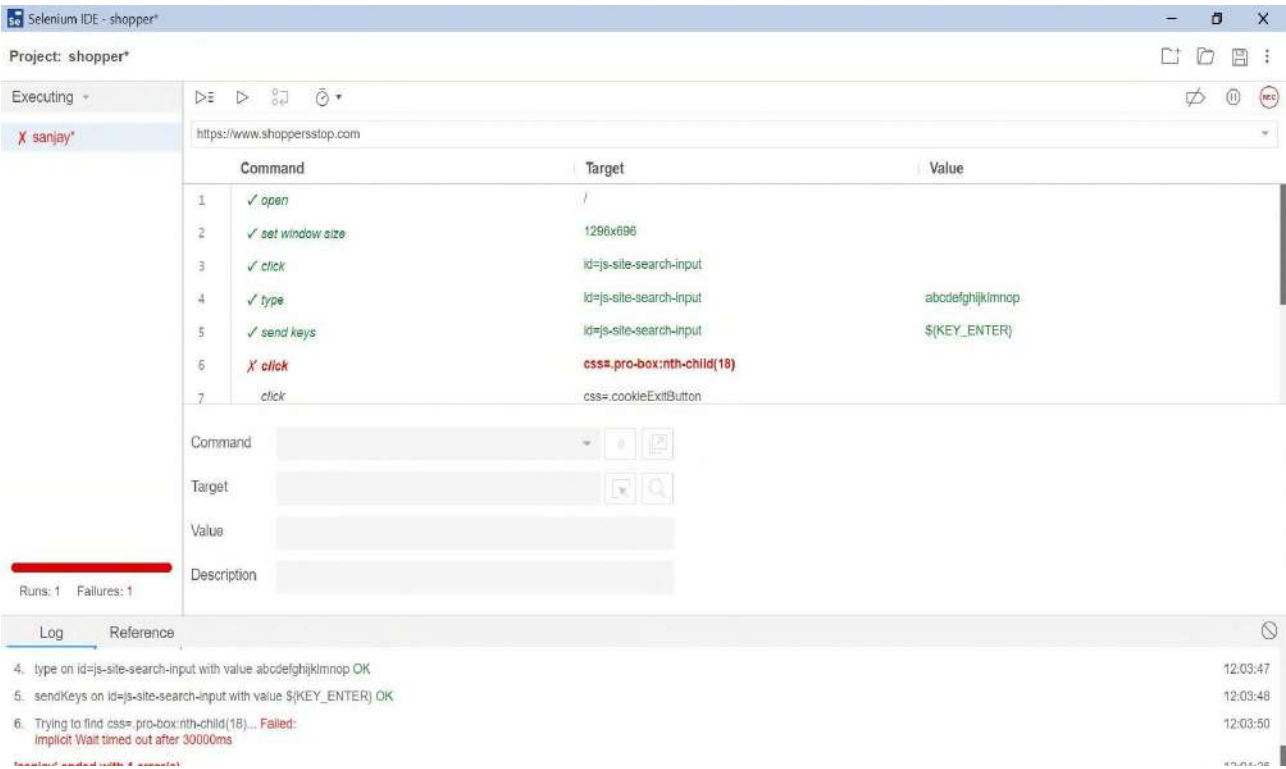 Selenium IDE - shopper*
Project: shopper*
Executing
X sanjay*
https://www.shoppersstop.com
Command Target Value
1 ✓ open /
2 ✓ set window size 1296x696
3 ✓ click id=js-site-search-input
4 ✓ type id=js-site-search-input abcdefghijklmnop
5 ✓ send keys id=js-site-search-input ${KEY_ENTER}
6 X click css=.pro-box:nth-child(18)
7 click css=.cookieExitButton
Command
Target
Value
Description
Runs: 1 Failures: 1
Log Reference
4. type on id=js-site-search-input with value abcdefghijklmnop OK 12:03:47
5. sendKeys on id=js-site-search-input with value ${KEY_ENTER} OK 12:03:48
6. Trying to find css=.pro-box:nth-child(18)... Failed: 12:03:50
Implicit Wait timed out after 30000ms
'sanjay' ended with 1 error(s)